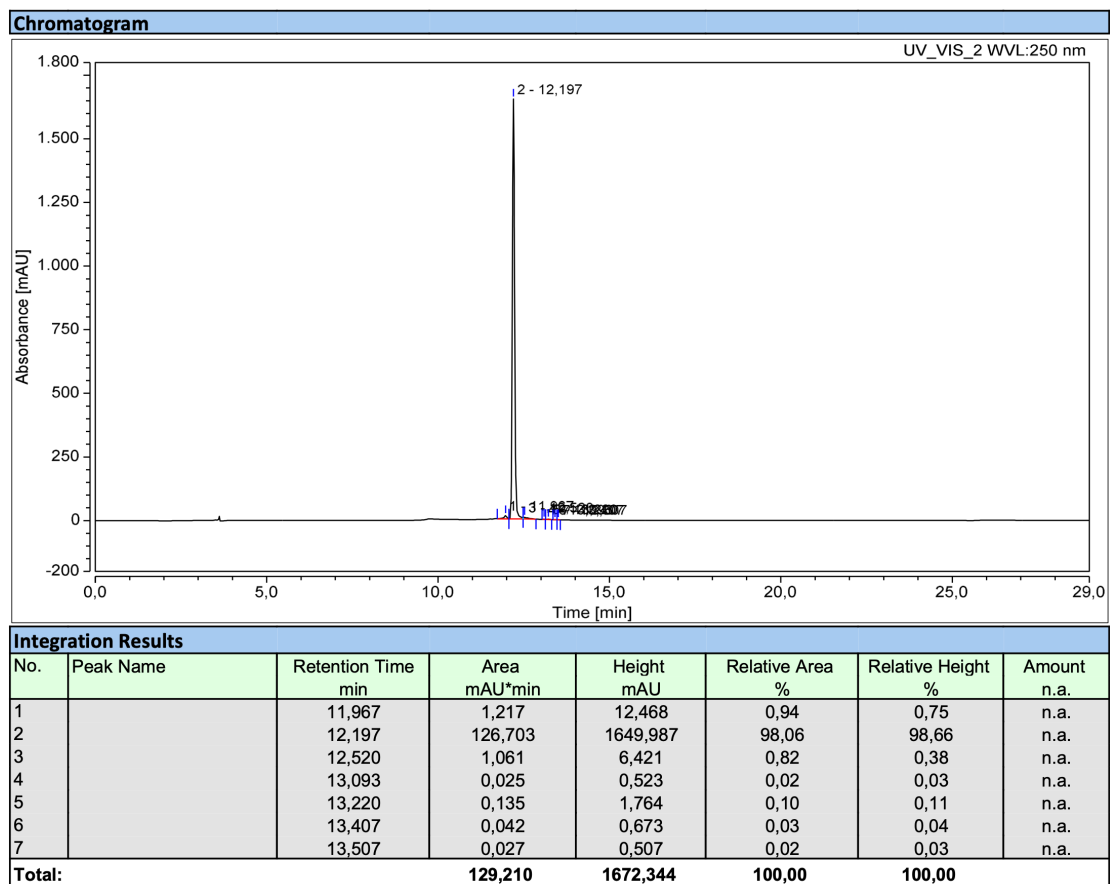 Chromatogram
UV_VIS_2 WVL:250 nm
1.800
1.500
1.250
1.000
750
500
250
0
-200
Absorbance [mAU]
2 - 12,197
0,0 5,0 10,0 15,0 20,0 25,0 29,0
Time [min]
Integration Results
No. Peak Name Retention Time Area Height Relative Area Relative Height Amount
min mAU*min mAU % % n.a.
1 11,967 1,217 12,468 0,94 0,75 n.a.
2 12,197 126,703 1649,987 98,06 98,66 n.a.
3 12,520 1,061 6,421 0,82 0,38 n.a.
4 13,093 0,025 0,523 0,02 0,03 n.a.
5 13,220 0,135 1,764 0,10 0,11 n.a.
6 13,407 0,042 0,673 0,03 0,04 n.a.
7 13,507 0,027 0,507 0,02 0,03 n.a.
Total: 129,210 1672,344 100,00 100,00